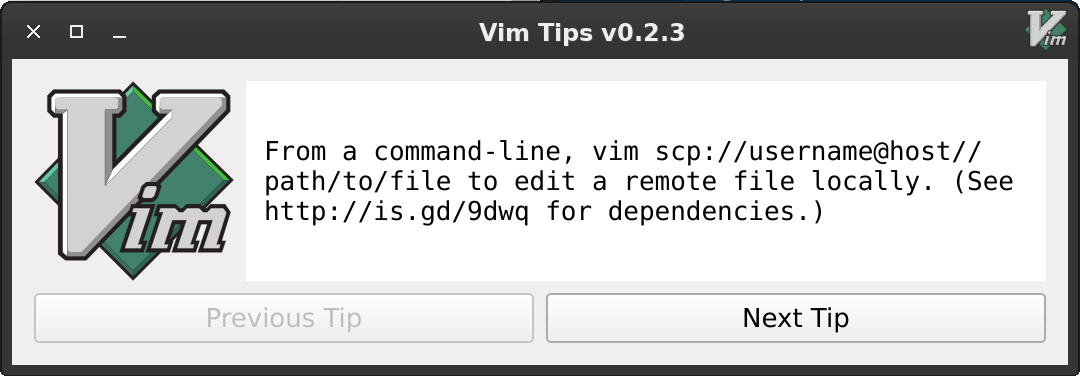 Vim Tips v0.2.3
Vim
Vim
From a command-line, vim scp://username@host//
path/to/file to edit a remote file locally. (See
http://is.gd/9dwq for dependencies.)
Previous Tip
Next Tip